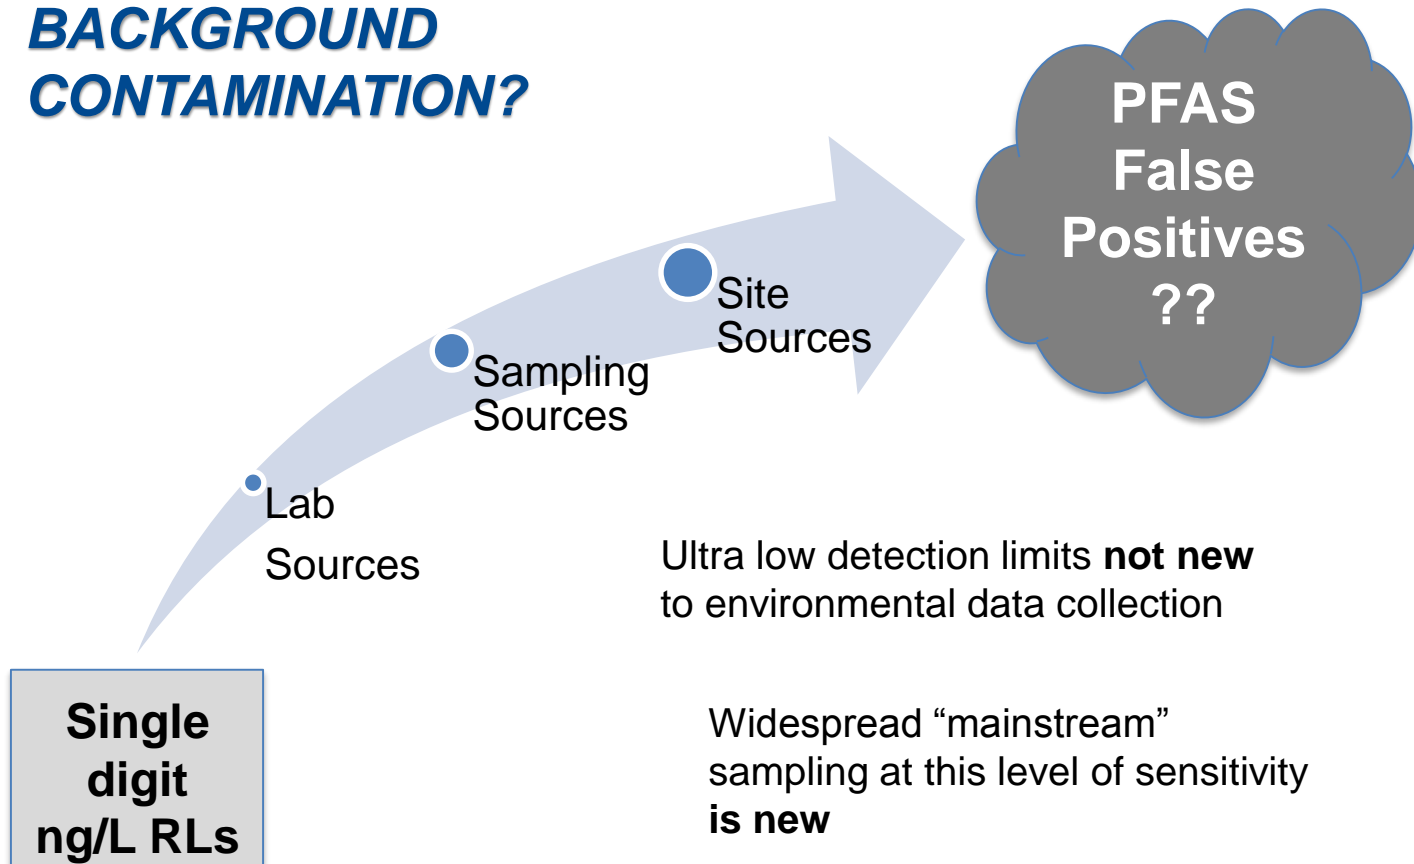 BACKGROUND
CONTAMINATION?
PFAS
False
Positives
??
Site
Sources
Sampling
Sources
Lab
Sources
Ultra low detection limits not new
to environmental data collection
Single
digit
ng/L RLs
Widespread “mainstream”
sampling at this level of sensitivity
is new